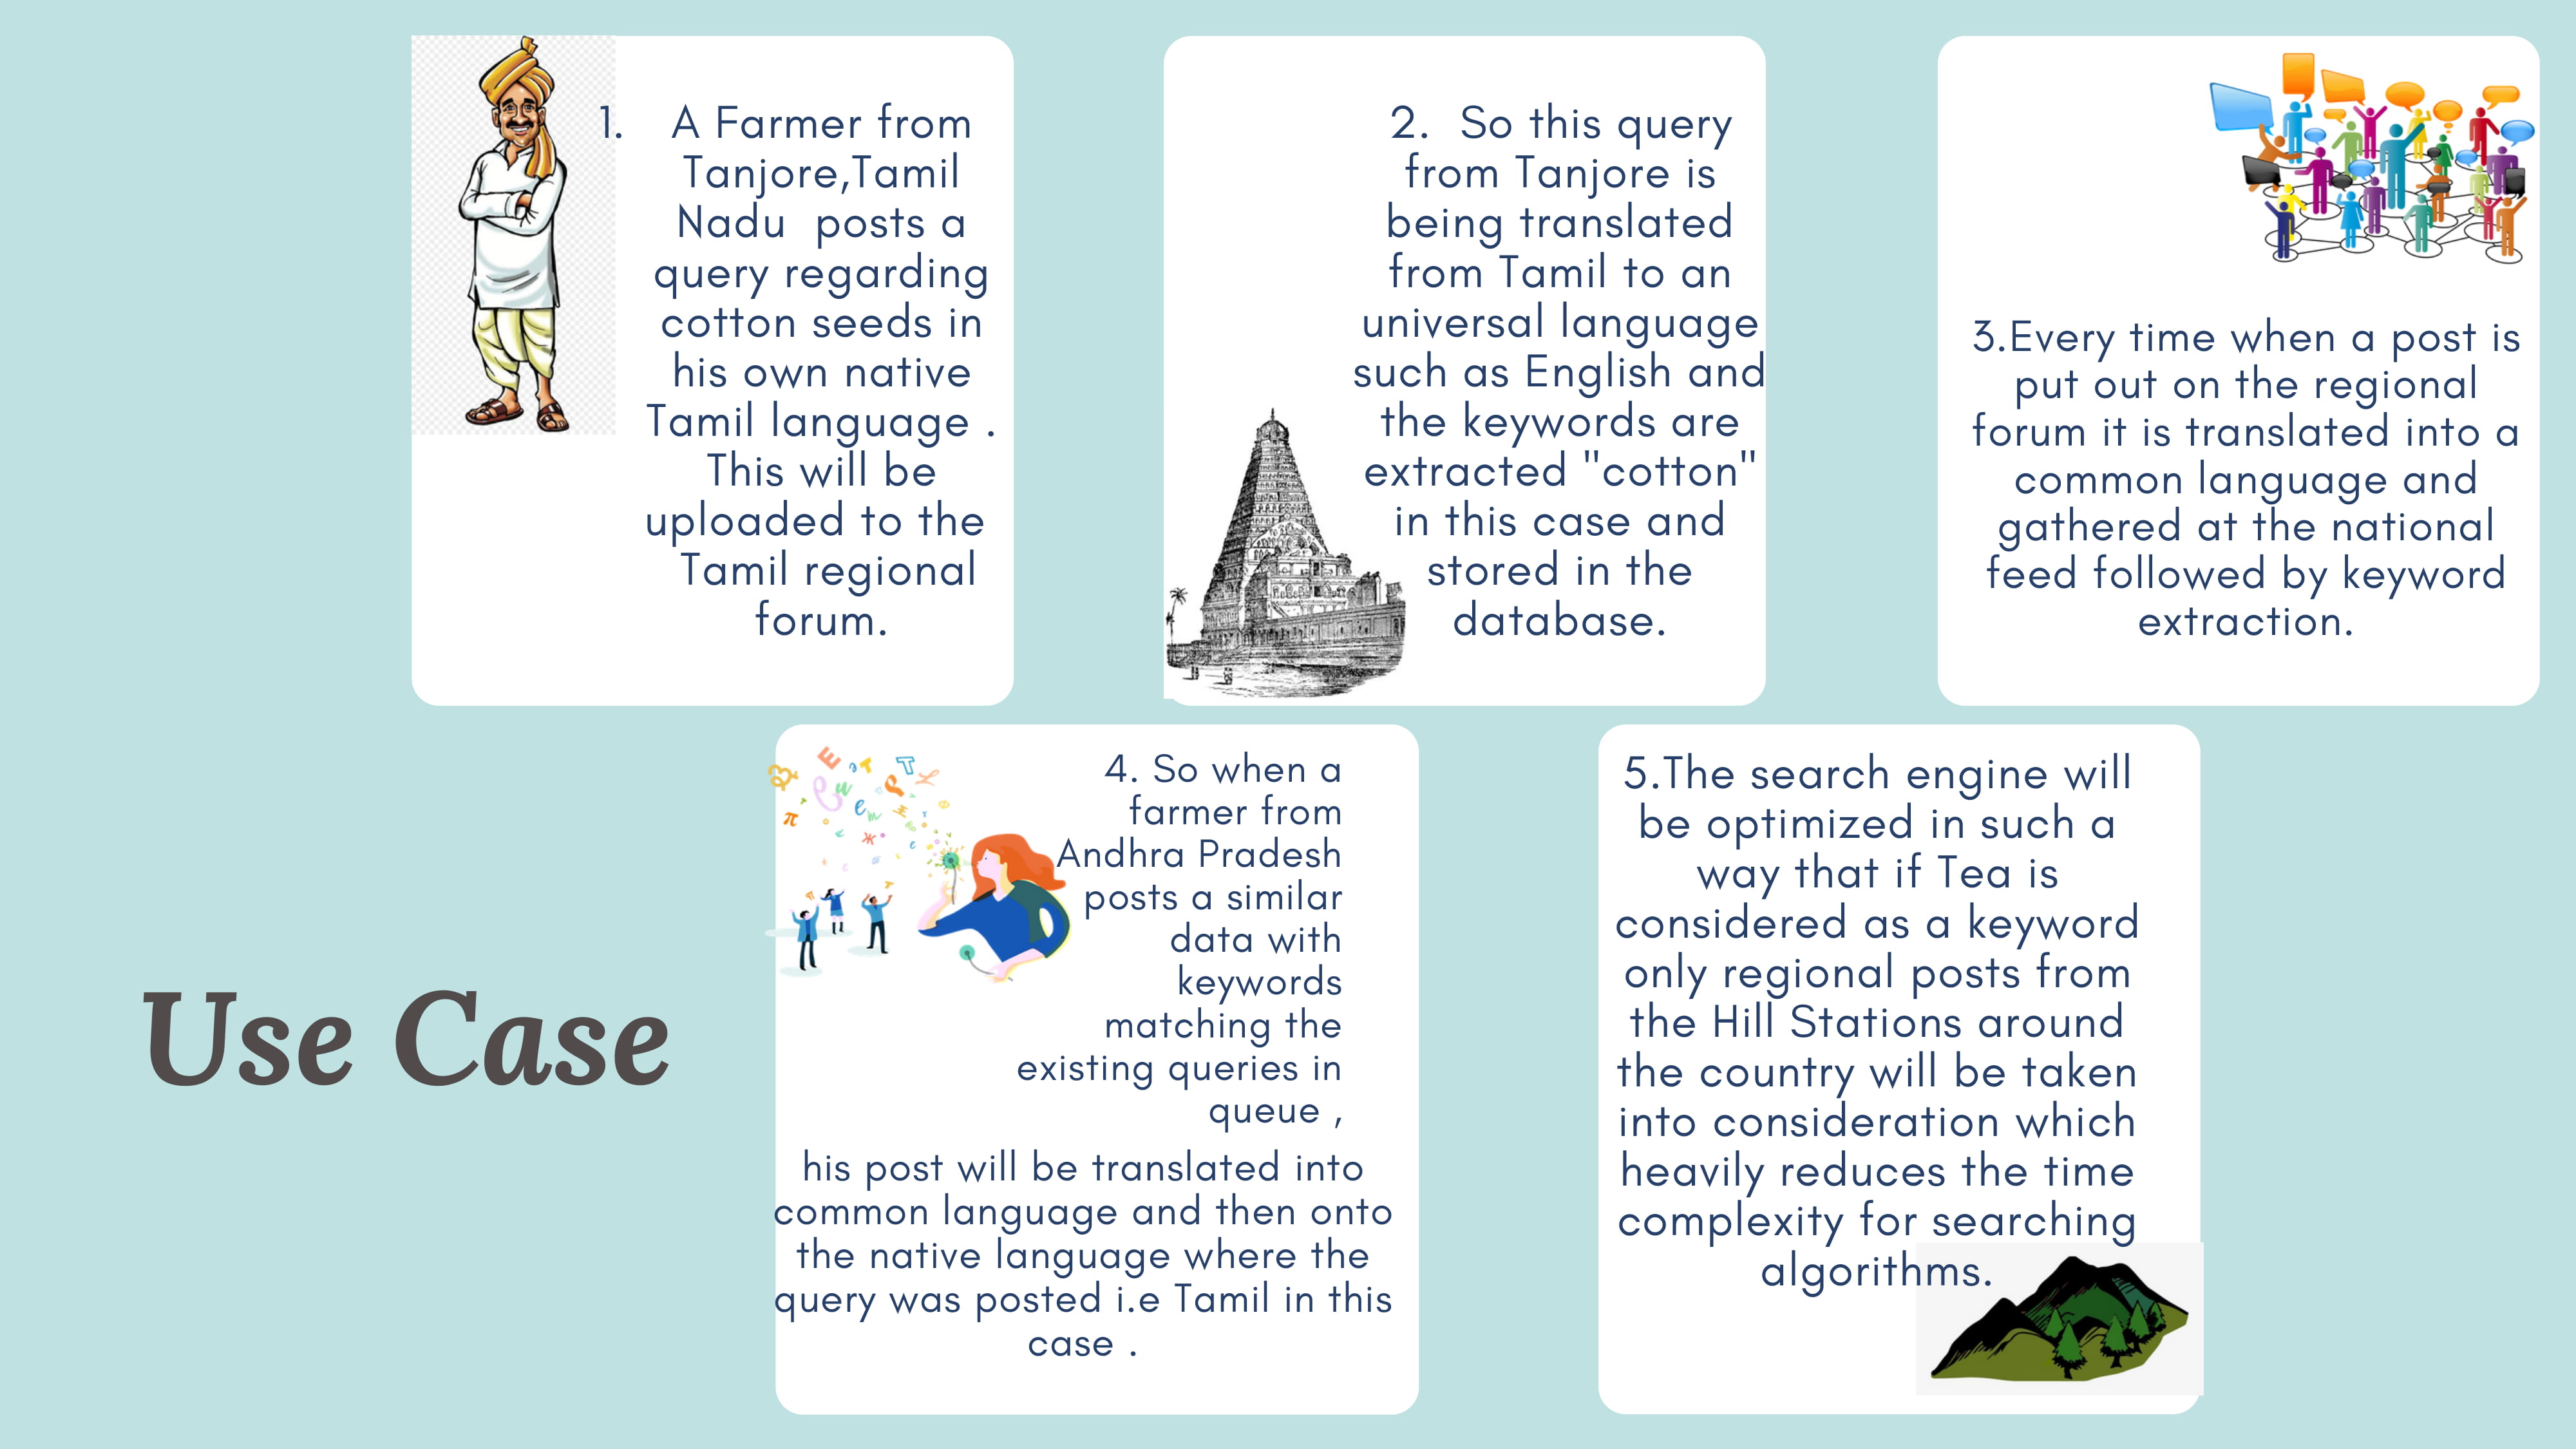 1. A Farmer from
Tanjore,Tamil
Nadu posts a
query regarding
cotton seeds in
his own native
Tamil language .
This will be
uploaded to the
Tamil regional
forum.
2. So this query
from Tanjore is
being translated
from Tamil to an
universal language
such as English and
the keywords are
extracted "cotton"
in this case and
stored in the
database.
3.Every time when a post is
put out on the regional
forum it is translated into a
common language and
gathered at the national
feed followed by keyword
extraction.
Use Case
4. So when a
farmer from
Andhra Pradesh
posts a similar
data with
keywords
matching the
existing queries in
queue ,
his post will be translated into
common language and then onto
the native language where the
query was posted i.e Tamil in this
case .
5.The search engine will
be optimized in such a
way that if Tea is
considered as a keyword
only regional posts from
the Hill Stations around
the country will be taken
into consideration which
heavily reduces the time
complexity for searching
algorithms.